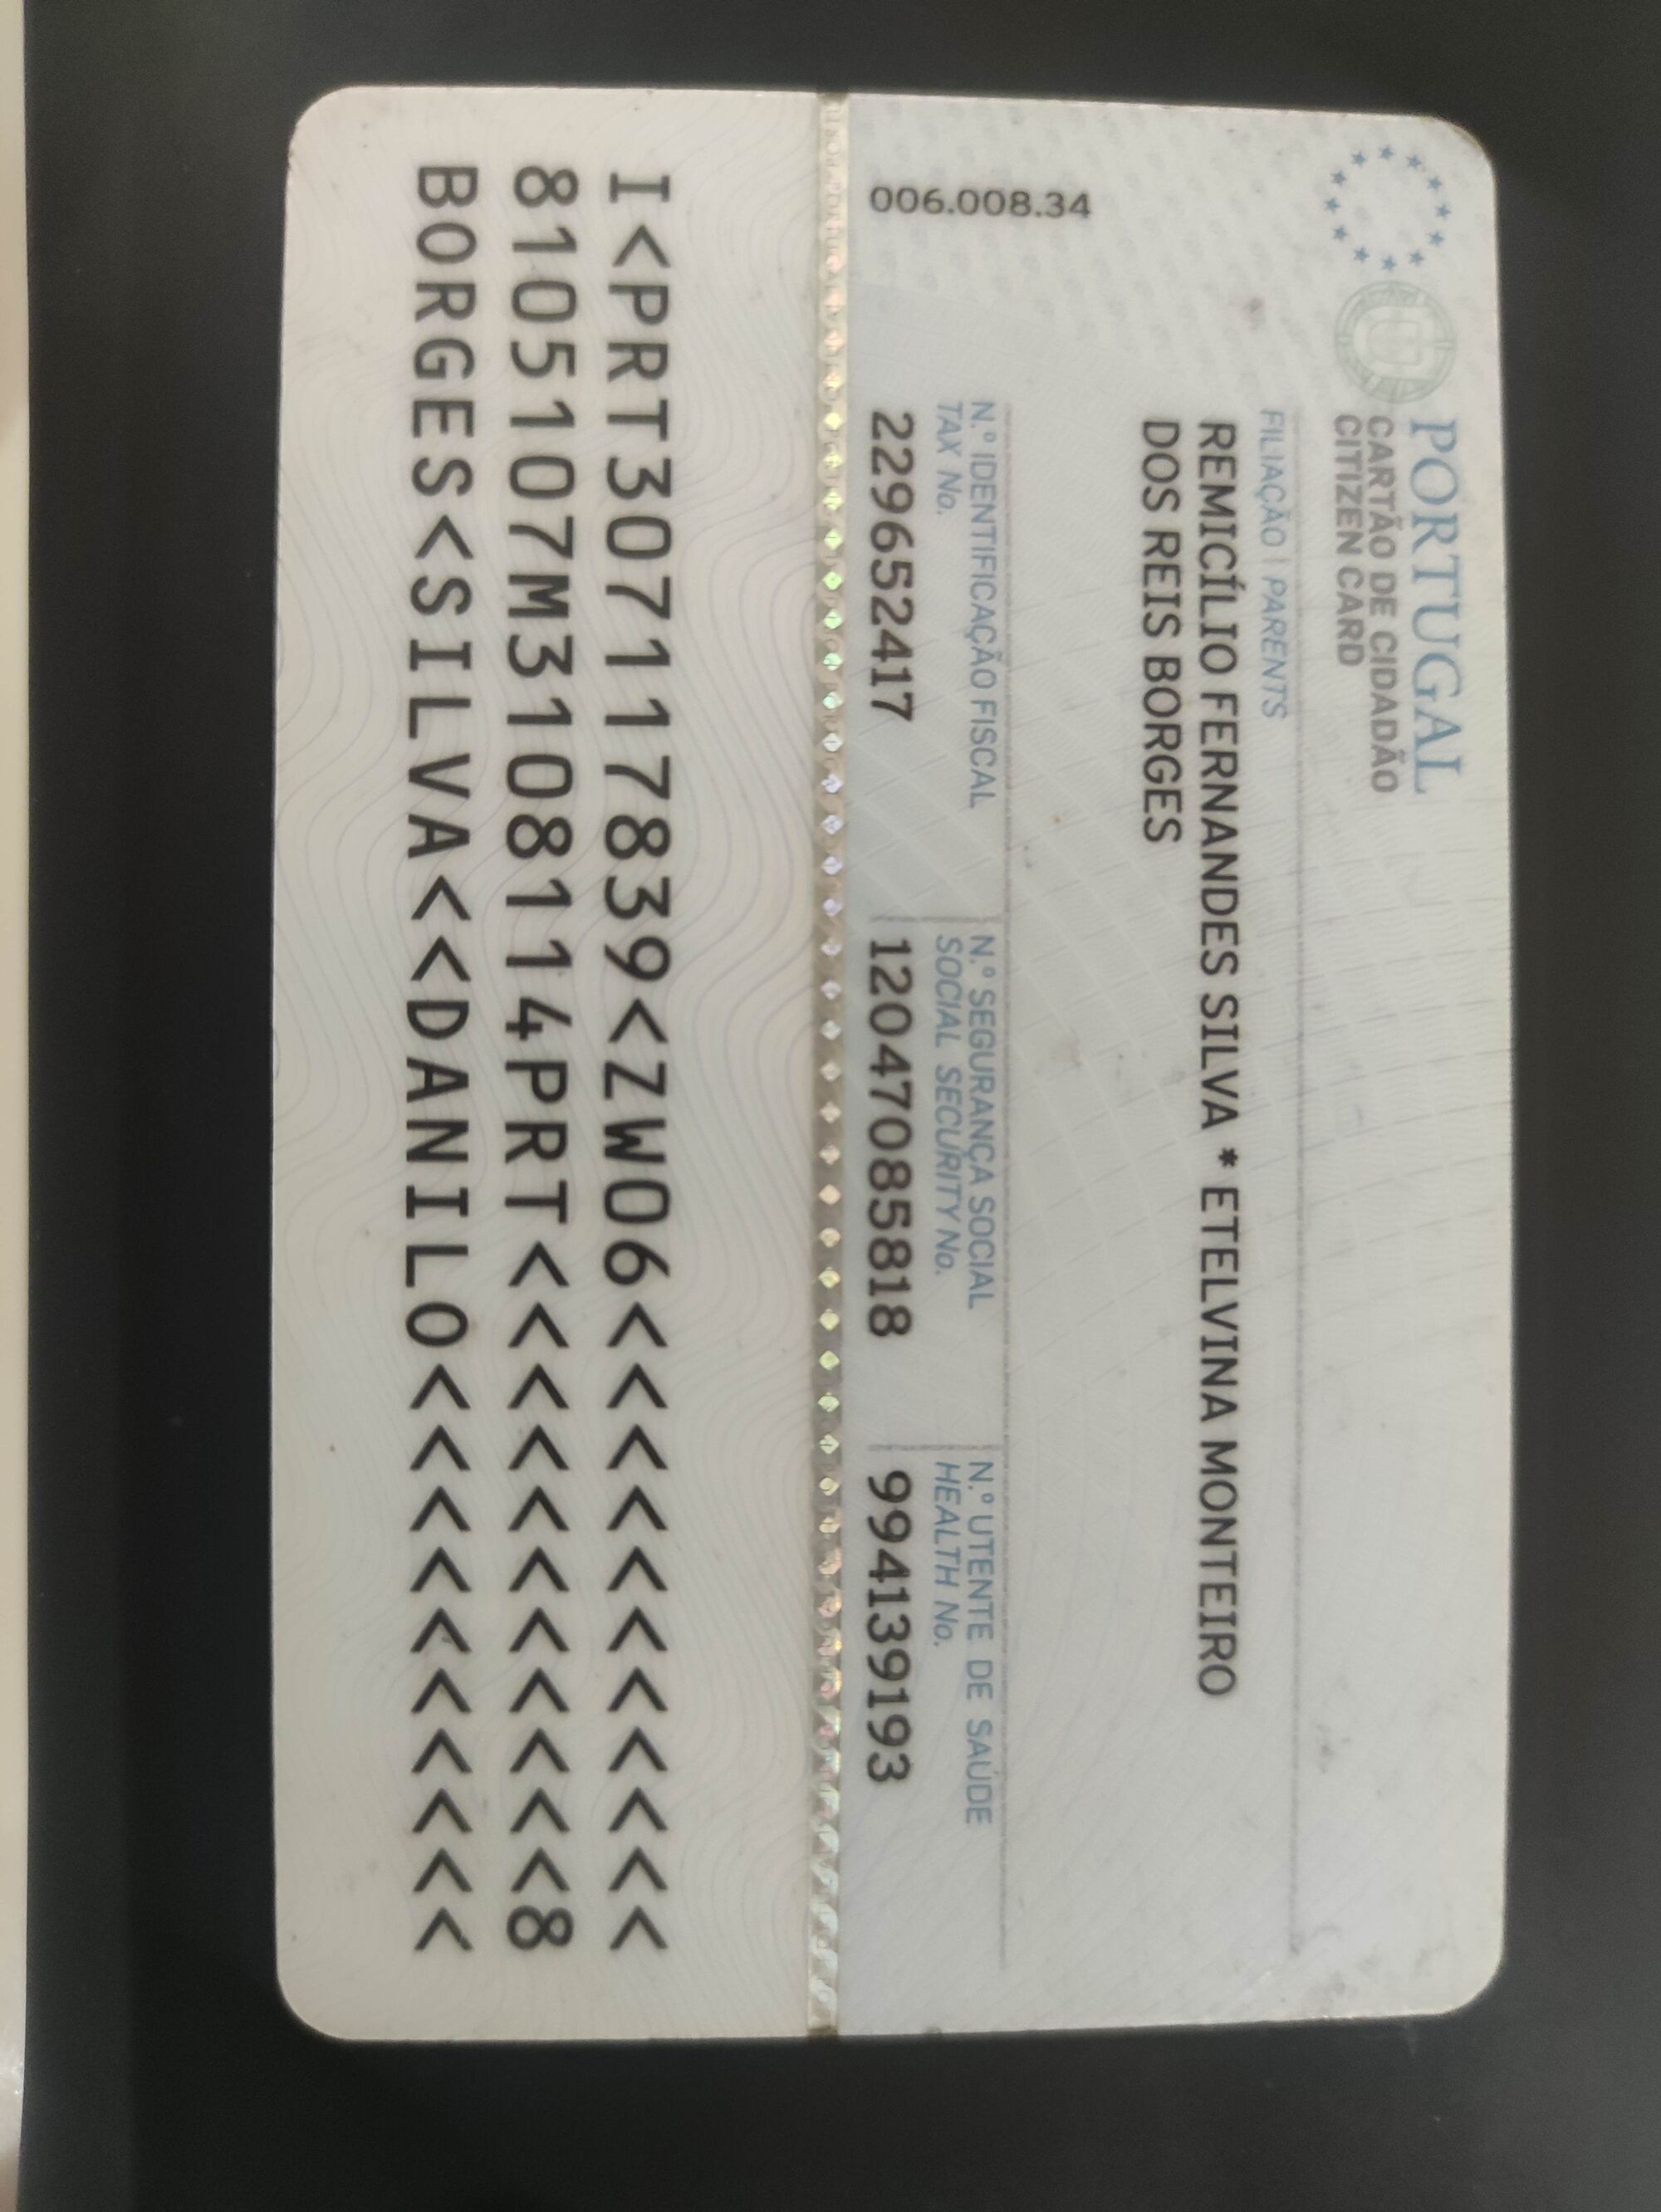 PORTUGAL
CARTÃO DE CIDADÃO
CITIZEN CARD
FILIAÇÃO | PARENTS
REMICÍLIO FERNANDES SILVA * ETELVINA MONTEIRO
DOS REIS BORGES
N.º IDENTIFICAÇÃO FISCAL
TAX No.
229652417
N.º SEGURANÇA SOCIAL
SOCIAL SECURITY No.
12047085818
N.º UTENTE DE SAÚDE
HEALTH No.
994139193
006.008.34
I<PRT307117839<ZW06<<<<<<<<<<<
8105107M3108114PRT<<<<<<<<<<<8
BORGES<SILVA<<DANILO<<<<<<<<<<